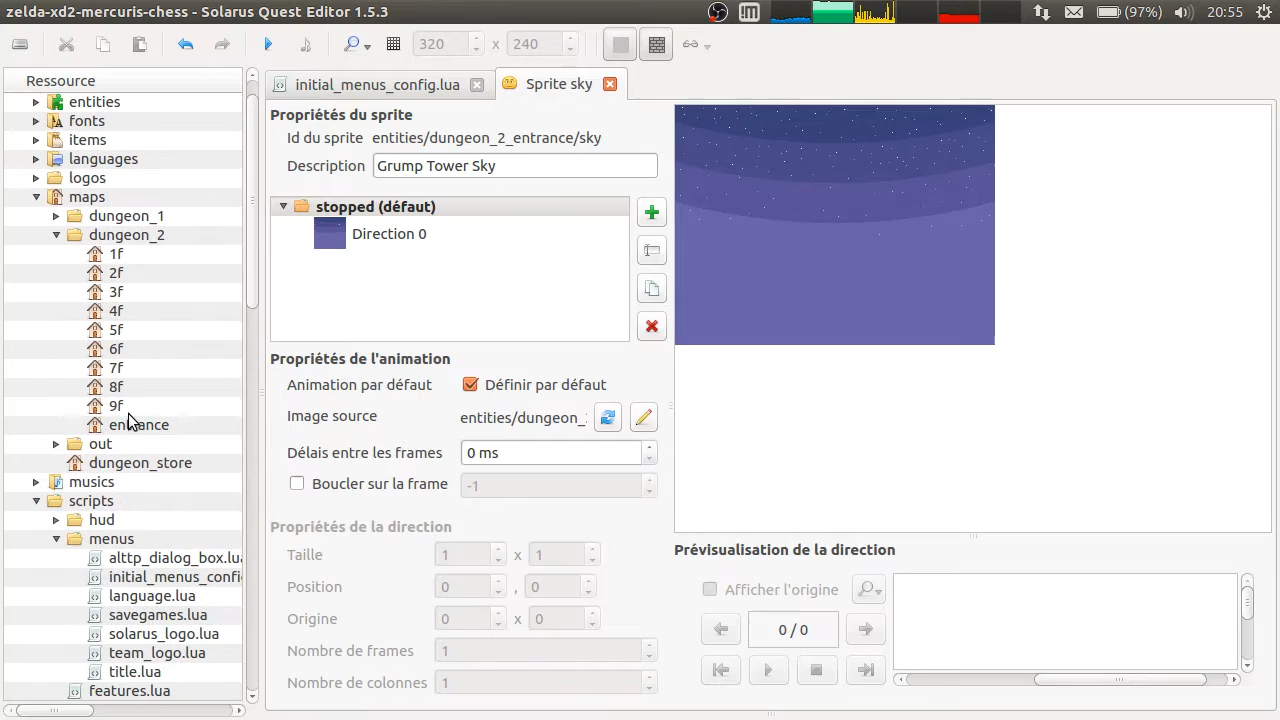 zelda-xd2-mercuris-chess - Solarus Quest Editor 1.5.3
(97%)
20:55
320 x 240
Ressource
entities
fonts
items
languages
logos
maps
dungeon_1
dungeon_2
1f
2f
3f
4f
5f
6f
7f
8f
9f
entrance
out
dungeon_store
musics
scripts
hud
menus
alttp_dialog_box.lua
initial_menus_confi
language.lua
savegames.lua
solarus_logo.lua
team_logo.lua
title.lua
features.lua
initial_menus_config.lua
Sprite sky
Propriétés du sprite
Id du sprite entities/dungeon_2_entrance/sky
Description Grump Tower Sky
stopped (défaut)
Direction 0
Propriétés de l'animation
Animation par défaut Définir par défaut
Image source entities/dungeon_
Délais entre les frames 0 ms
Boucler sur la frame -1
Propriétés de la direction
Taille 1 x 1
Position 0 , 0
Origine 0 x 0
Nombre de frames 1
Nombre de colonnes 1
Prévisualisation de la direction
Afficher l'origine
0 / 0